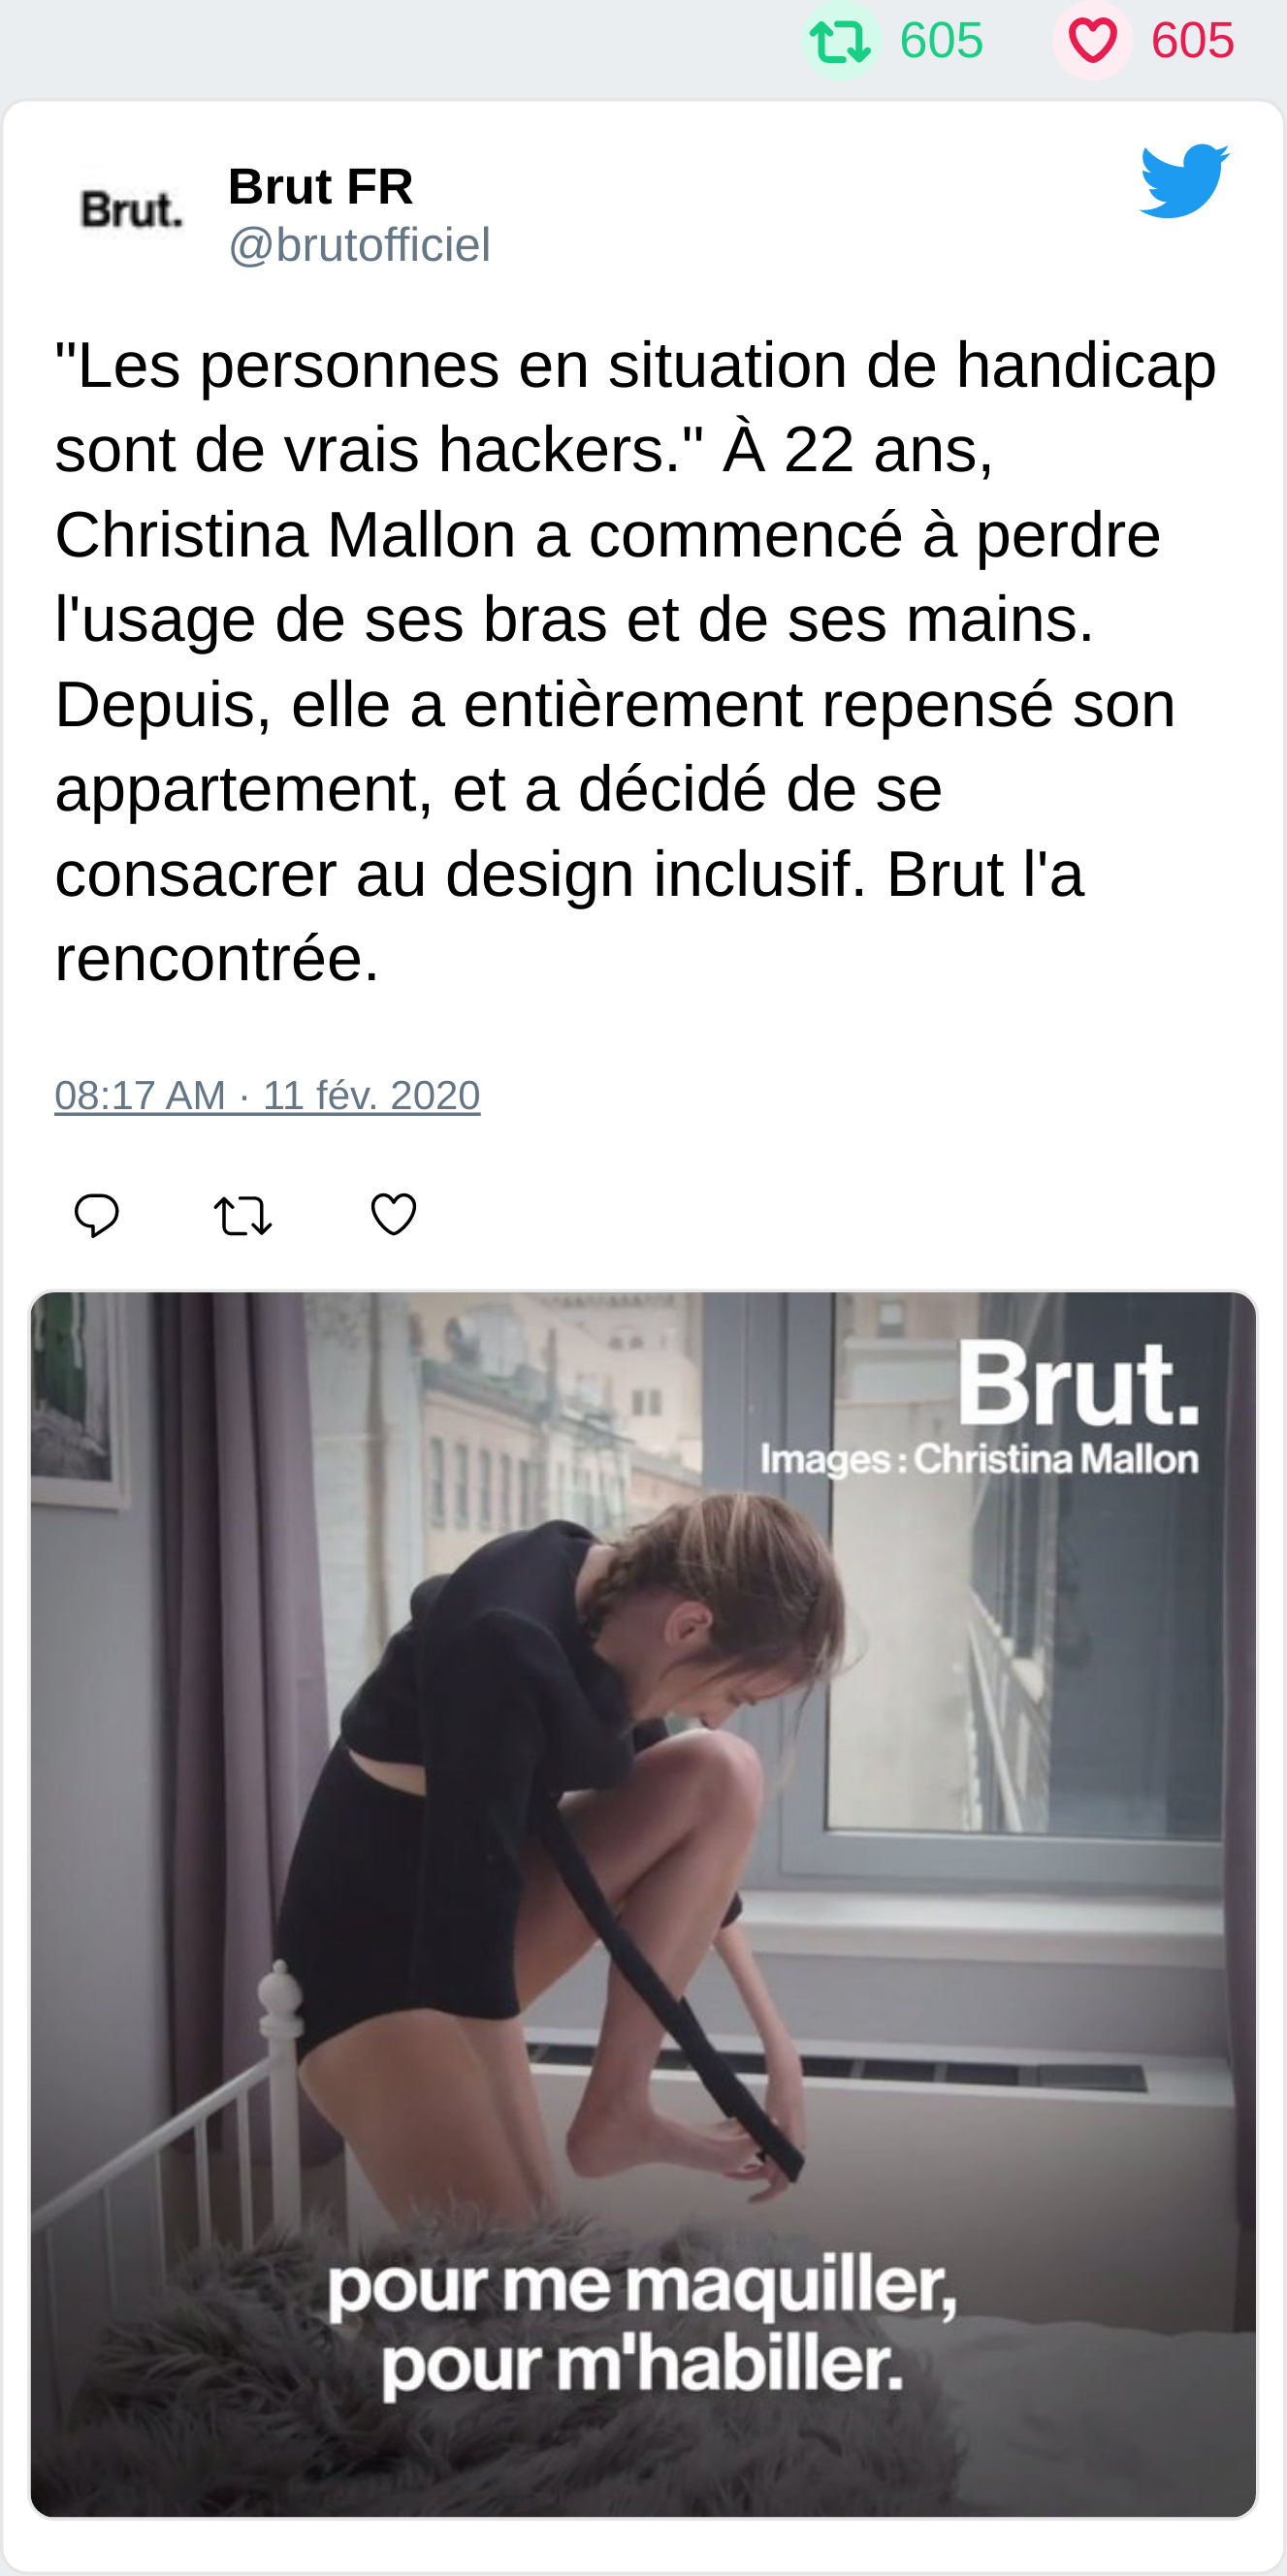 605 605
Brut.
Brut FR
@brutofficiel
"Les personnes en situation de handicap
sont de vrais hackers." À 22 ans,
Christina Mallon a commencé à perdre
l'usage de ses bras et de ses mains.
Depuis, elle a entièrement repensé son
appartement, et a décidé de se
consacrer au design inclusif. Brut l'a
rencontrée.
08:17 AM · 11 fév. 2020
Brut.
Images : Christina Mallon
pour me maquiller,
pour m'habiller.